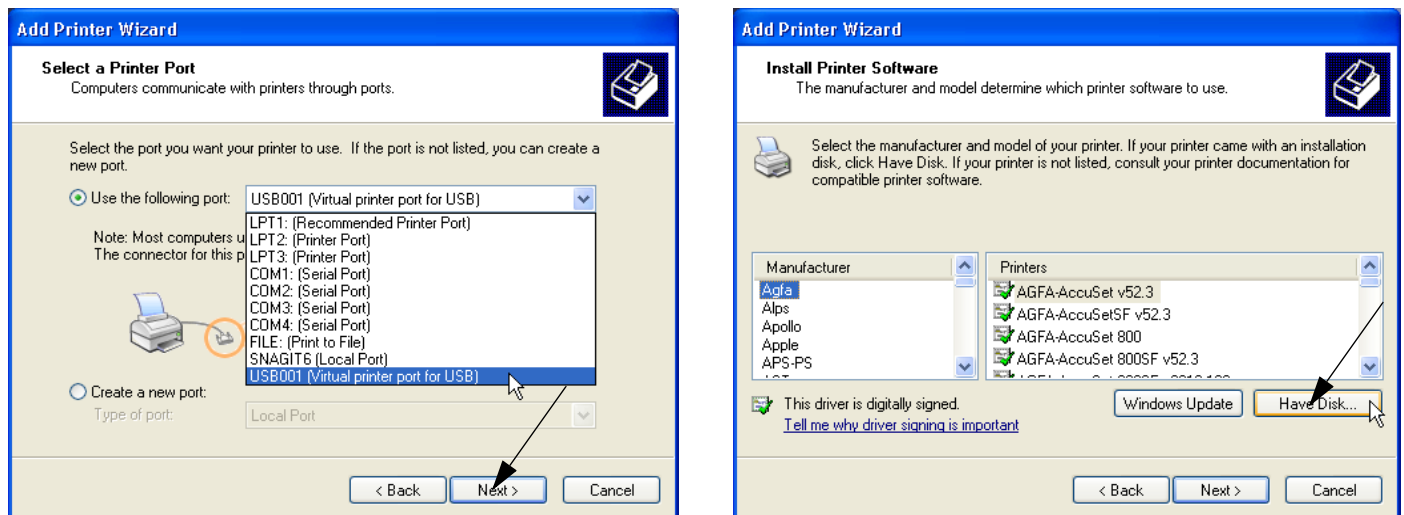 Add Printer Wizard
Select a Printer Port
Computers communicate with printers through ports.
Select the port you want your printer to use. If the port is not listed, you can create a
new port.
Use the following port:
USB001 (Virtual printer port for USB)
LPT1: (Recommended Printer Port)
LPT2: (Printer Port)
LPT3: (Printer Port)
COM1: (Serial Port)
COM2: (Serial Port)
COM3: (Serial Port)
COM4: (Serial Port)
FILE: (Print to File)
SNAGIT6 (Local Port)
USB001 (Virtual printer port for USB)
Note: Most computers u
The connector for this p
Create a new port:
Type of port:
Local Port
< Back
Next >
Cancel
Add Printer Wizard
Install Printer Software
The manufacturer and model determine which printer software to use.
Select the manufacturer and model of your printer. If your printer came with an installation
disk, click Have Disk. If your printer is not listed, consult your printer documentation for
compatible printer software.
Manufacturer
Agfa
Alps
Apollo
Apple
APS-PS
Printers
AGFA-AccuSet v52.3
AGFA-AccuSetSF v52.3
AGFA-AccuSet 800
AGFA-AccuSet 800SF v52.3
This driver is digitally signed.
Tell me why driver signing is important
Windows Update
Have Disk...
< Back
Next >
Cancel